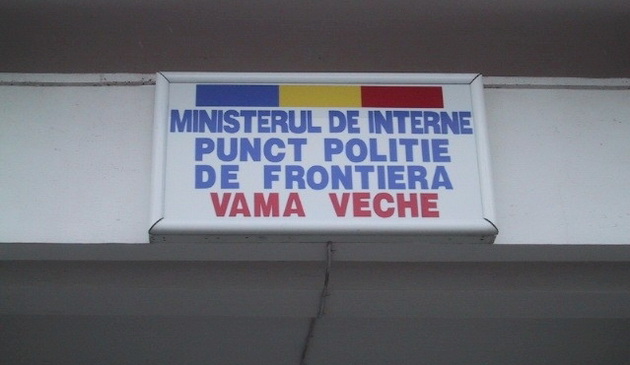 MINISTERUL DE INTERNE
PUNCT POLITIE
DE FRONTIERA
VAMA VECHE